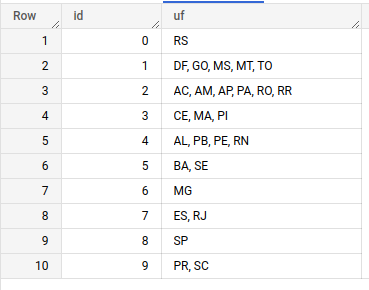 Row id uf
1 0 RS
2 1 DF, GO, MS, MT, TO
3 2 AC, AM, AP, PA, RO, RR
4 3 CE, MA, PI
5 4 AL, PB, PE, RN
6 5 BA, SE
7 6 MG
8 7 ES, RJ
9 8 SP
10 9 PR, SC